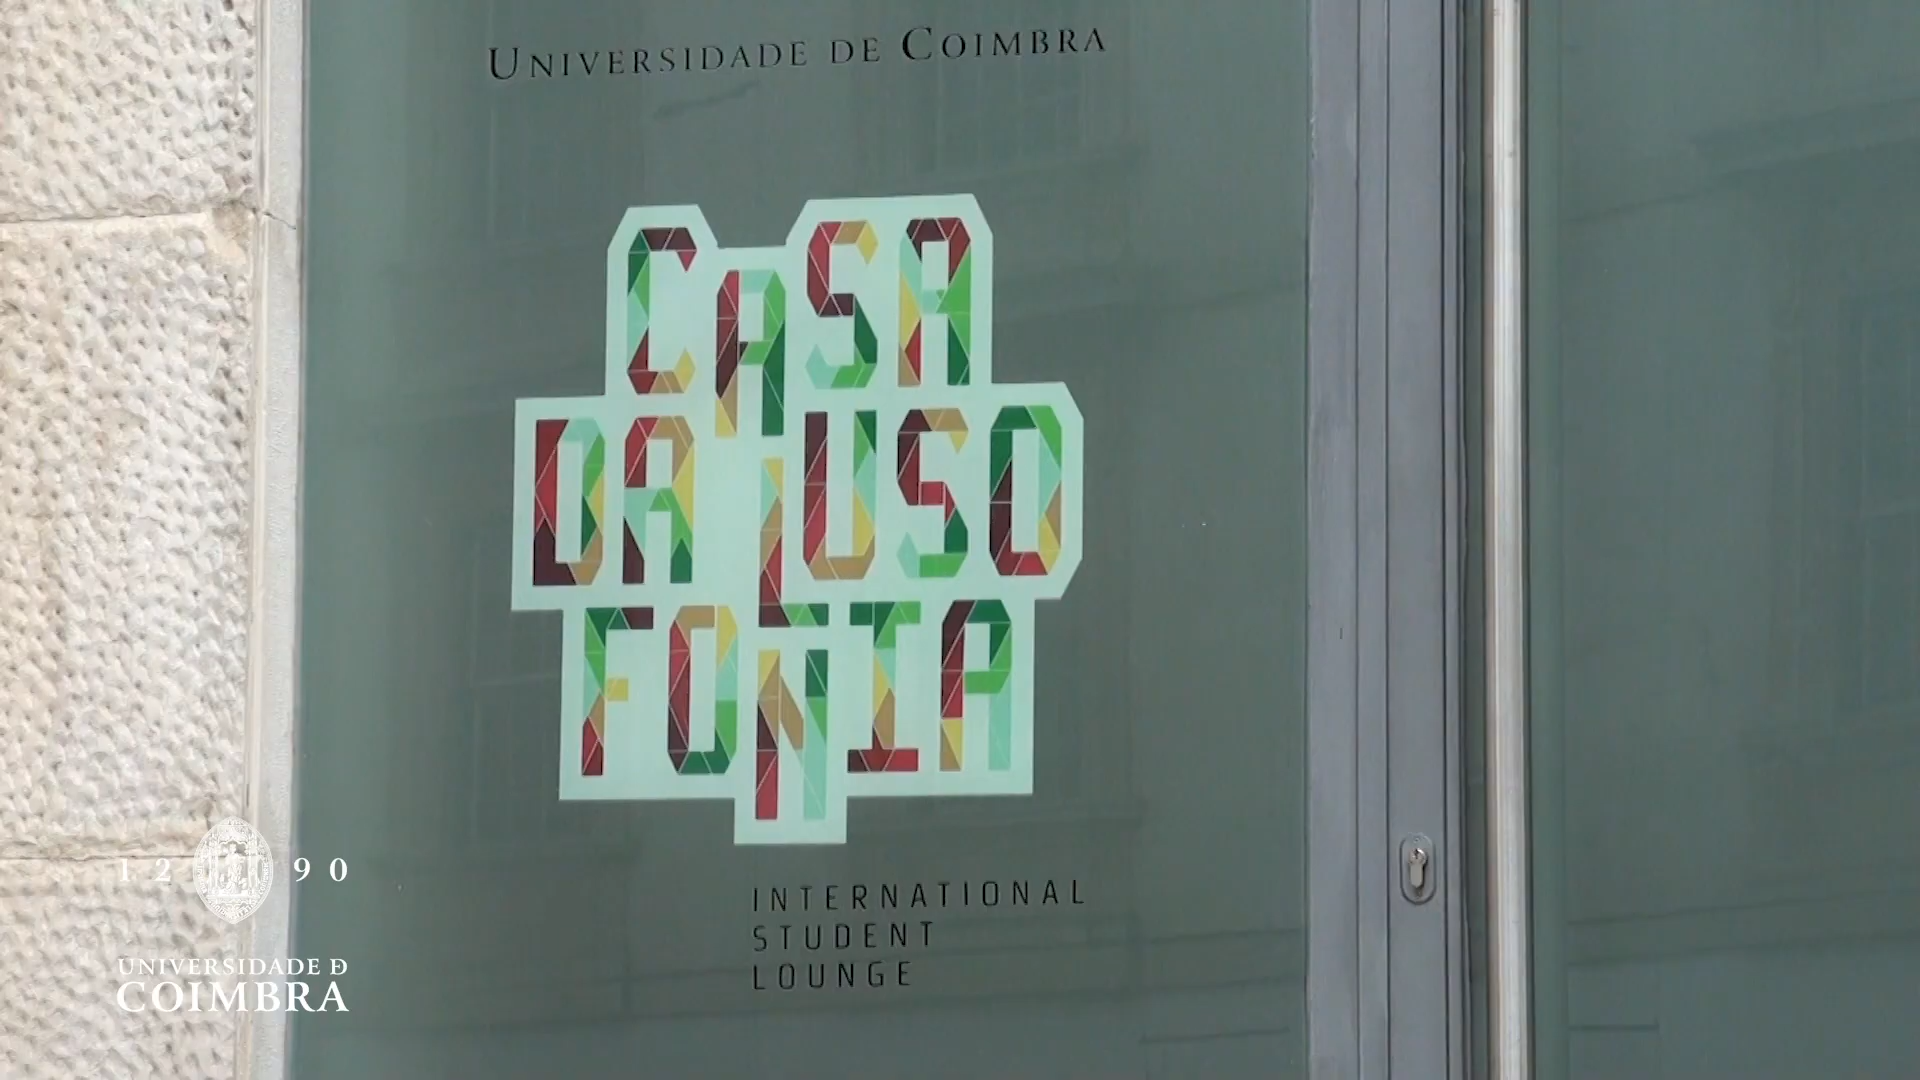 UNIVERSIDADE DE COIMBRA
CASA
DA LUSO
FONIA
INTERNATIONAL
STUDENT
LOUNGE
12 90
UNIVERSIDADE Ð
COIMBRA